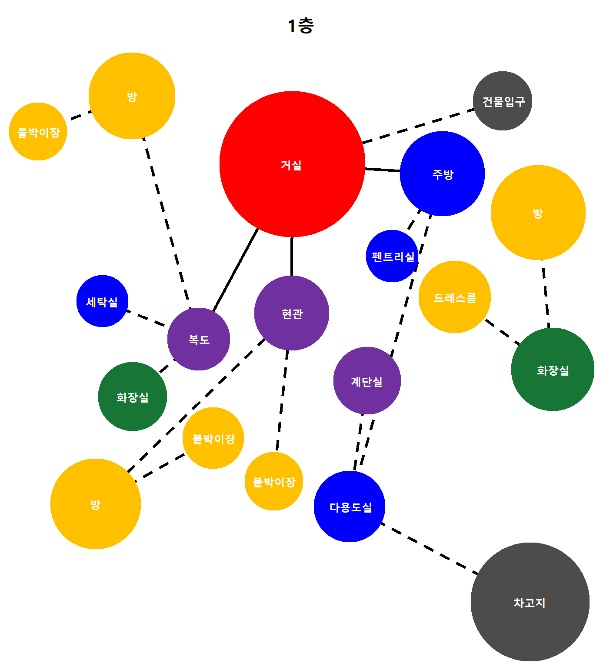 1층
방
붙박이장
거실
건물입구
주방
방
펜트리실
드레스룸
세탁실
현관
복도
화장실
계단실
화장실
붙박이장
붙박이장
방
다용도실
차고지